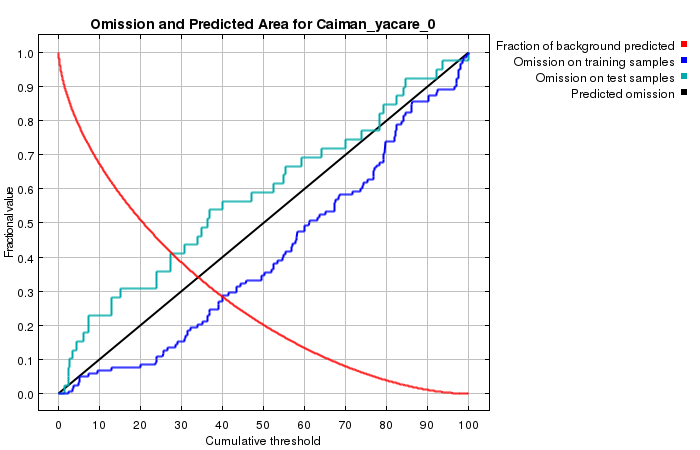 Omission and Predicted Area for Caiman_yacare_0
Fraction of background predicted
Omission on training samples
Omission on test samples
Predicted omission
Fractional value
1.0
0.9
0.8
0.7
0.6
0.5
0.4
0.3
0.2
0.1
0.0
0 10 20 30 40 50 60 70 80 90 100
Cumulative threshold